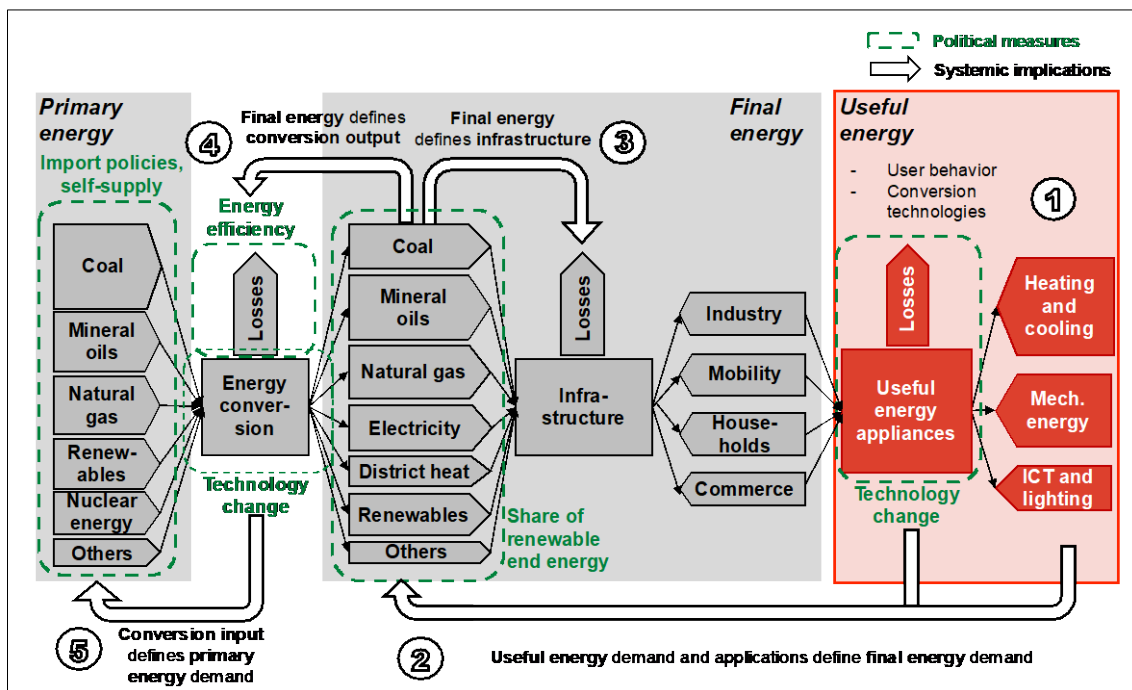 Political measures
Systemic implications
Primary
energy
Final
energy
Useful
energy
4
Final energy defines
conversion output
Final energy
defines infrastructure
3
Import policies,
self-supply
Energy
efficiency
- User behavior
- Conversion
technologies
1
Coal
Mineral
oils
Natural
gas
Renew-
ables
Nuclear
energy
Others
Losses
Energy
conver-
sion
Technology
change
Coal
Mineral
oils
Natural gas
Electricity
District heat
Renewables
Others
Share of
renewable
end energy
Losses
Infra-
structure
Industry
Mobility
House-
holds
Commerce
Losses
Useful
energy
appliances
Technology
change
Heating
and
cooling
Mech.
energy
ICT and
lighting
5
Conversion input
defines primary
energy demand
2
Useful energy demand and applications define final energy demand